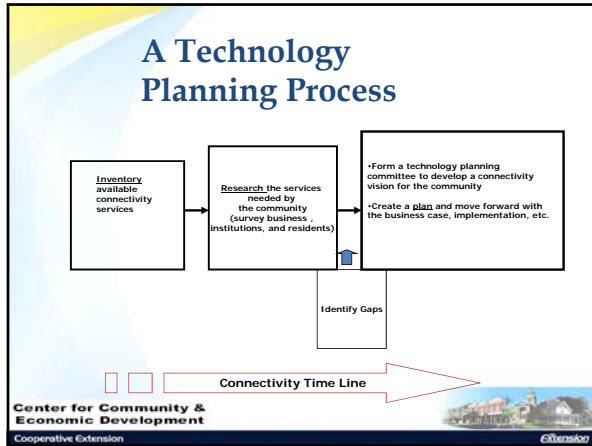 A Technology
Planning Process
Inventory
available
connectivity
services
Research the services
needed by
the community
(survey business ,
institutions, and residents)
•Form a technology planning
committee to develop a connectivity
vision for the community
•Create a plan and move forward with
the business case, implementation, etc.
Identify Gaps
Connectivity Time Line
Center for Community &
Economic Development
Cooperative Extension
Extension